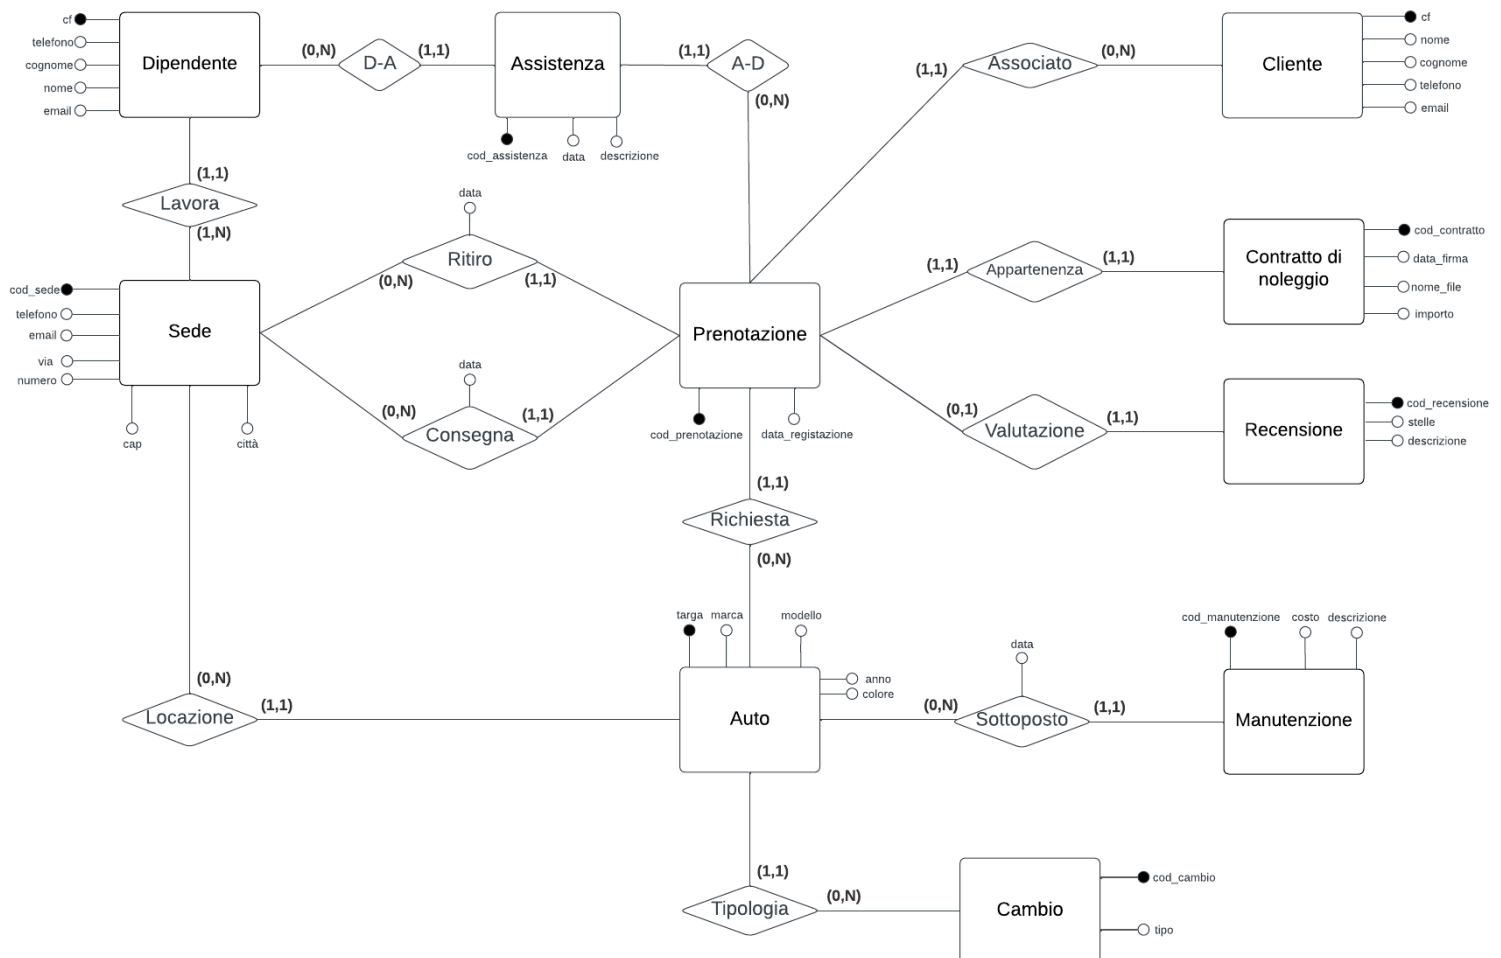 cf
telefono
cognome
nome
email
Dipendente
(0,N)
D-A
(1,1)
Assistenza
(1,1)
A-D
(0,N)
cod_assistenza
data
descrizione
(1,1)
Associato
(0,N)
Cliente
cf
nome
cognome
telefono
email
(1,1)
Lavora
(1,N)
data
Ritiro
(0,N)
(1,1)
(1,1)
Appartenenza
(1,1)
Contratto di
noleggio
cod_contratto
data_firma
nome_file
importo
cod_sede
telefono
email
via
numero
Sede
cap
città
Prenotazione
cod_prenotazione
data_registazione
data
(0,N)
Consegna
(1,1)
(0,1)
Valutazione
(1,1)
Recensione
cod_recensione
stelle
descrizione
(1,1)
Richiesta
(0,N)
targa
marca
modello
anno
colore
(0,N)
Locazione
(1,1)
Auto
data
(0,N)
Sottoposto
(1,1)
cod_manutenzione
costo
descrizione
Manutenzione
(1,1)
Tipologia
(0,N)
Cambio
cod_cambio
tipo